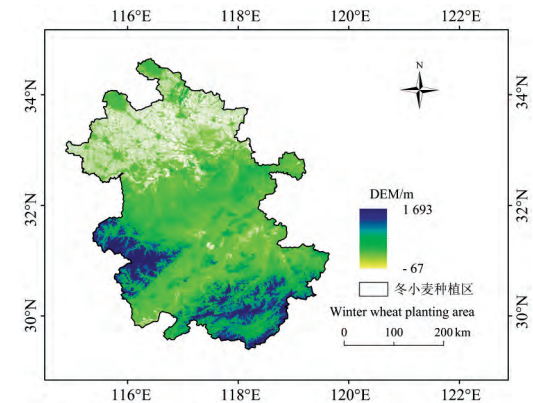 116°E 118°E 120°E 122°E
N
34°N 34°N
DEM/m
32°N 32°N
1 693
- 67
冬小麦种植区
30°N 30°N
Winter wheat planting area
0 100 200 km
116°E 118°E 120°E 122°E